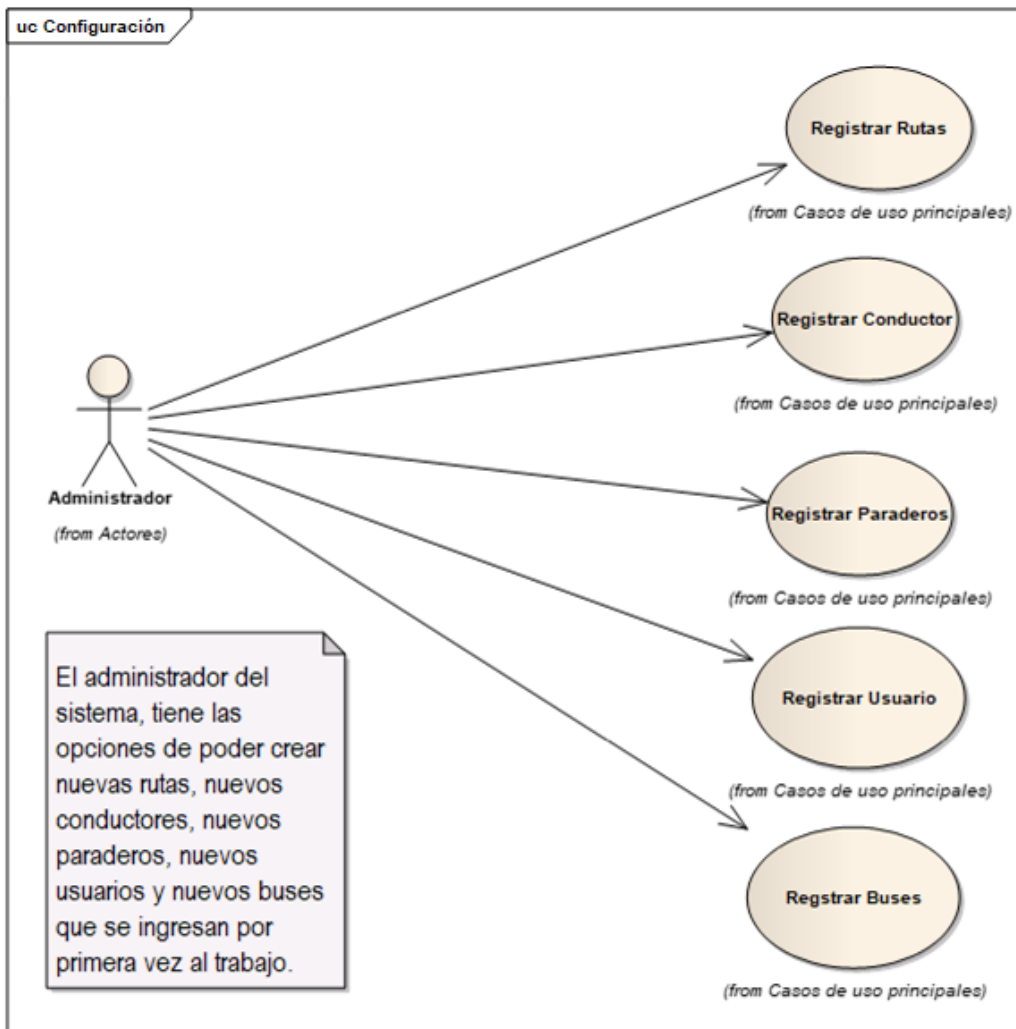 uc Configuración
Registrar Rutas
(from Casos de uso principales)
Registrar Conductor
(from Casos de uso principales)
Administrador
(from Actores)
Registrar Paraderos
(from Casos de uso principales)
El administrador del
sistema, tiene las
opciones de poder crear
nuevas rutas, nuevos
conductores, nuevos
paraderos, nuevos
usuarios y nuevos buses
que se ingresan por
primera vez al trabajo.
Registrar Usuario
(from Casos de uso principales)
Regstrar Buses
(from Casos de uso principales)